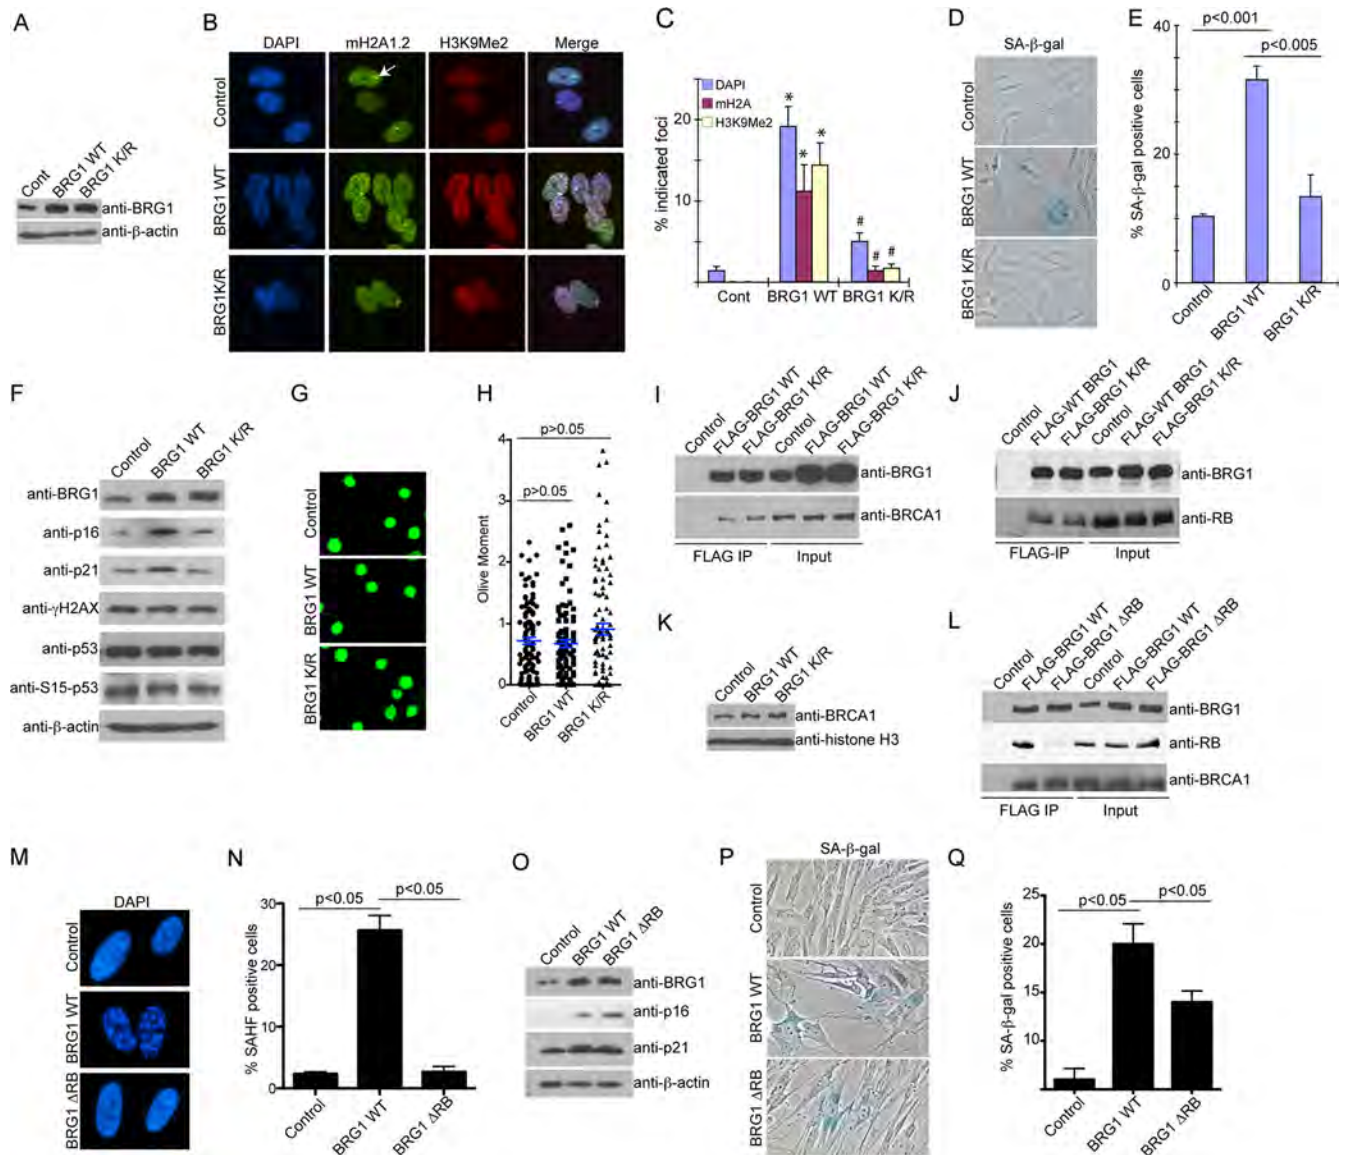 A
Cont
BRG1 WT
BRG1 K/R
anti-BRG1
anti-β-actin
B
DAPI mH2A1.2 H3K9Me2 Merge
Control
BRG1 WT
BRG1K/R
C
% indicated foci
20
10
DAPI
mH2A
H3K9Me2
* * *
# # #
Cont BRG1 WT BRG1 K/R
D
SA-β-gal
Control
BRG1 WT
BRG1 K/R
E
% SA-β-gal positive cells
p<0.001
p<0.005
40
30
20
10
0
Control
BRG1 WT
BRG1 K/R
F
Control
BRG1 WT
BRG1 K/R
anti-BRG1
anti-p16
anti-p21
anti-γH2AX
anti-p53
anti-S15-p53
anti-β-actin
G
Control
BRG1 WT
BRG1 K/R
H
Olive Moment
p>0.05
p>0.05
4
3
2
1
0
Control
BRG1 WT
BRG1 K/R
I
Control
FLAG-BRG1 WT
FLAG-BRG1 K/R
Control
FLAG-BRG1 WT
FLAG-BRG1 K/R
anti-BRG1
anti-BRCA1
FLAG IP Input
J
Control
FLAG-WT BRG1
FLAG-BRG1 K/R
Control
FLAG-WT BRG1
FLAG-BRG1 K/R
anti-BRG1
anti-RB
FLAG-IP Input
K
Control
BRG1 WT
BRG1 K/R
anti-BRCA1
anti-histone H3
L
Control
FLAG-BRG1 WT
FLAG-BRG1 ΔRB
Control
FLAG-BRG1 WT
FLAG-BRG1 ΔRB
anti-BRG1
anti-RB
anti-BRCA1
FLAG IP Input
M
DAPI
Control
BRG1 WT
BRG1 ΔRB
N
% SAHF positive cells
p<0.05
p<0.05
30
20
10
0
Control
BRG1 WT
BRG1 ΔRB
O
Control
BRG1 WT
BRG1 ΔRB
anti-BRG1
anti-p16
anti-p21
anti-β-actin
P
SA-β-gal
Control
BRG1 WT
BRG1 ΔRB
Q
% SA-β-gal positive cells
p<0.05
p<0.05
25
20
15
10
Control
BRG1 WT
BRG1 ΔRB